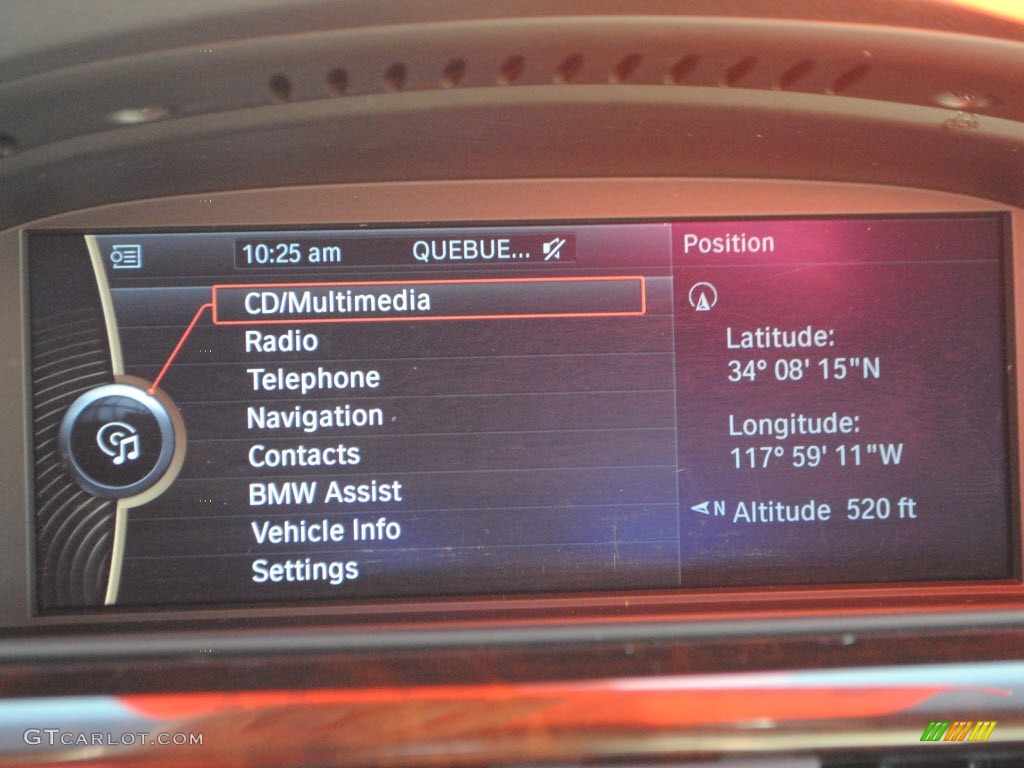 10:25 am QUEBUE... Position
CD/Multimedia
Radio
Telephone
Navigation
Contacts
BMW Assist
Vehicle Info
Settings
Latitude:
34° 08' 15"N
Longitude:
117° 59' 11"W
N Altitude 520 ft
GTCARLOT.COM